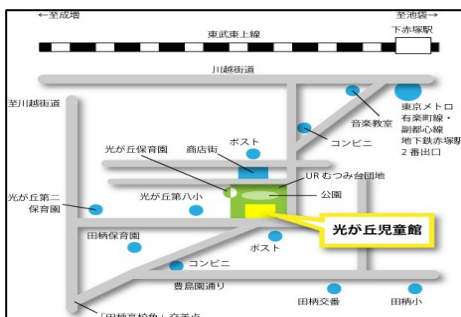 ←至成増
至池袋→
東武東上線
下赤塚駅
川越街道
至川越街道
音楽教室
東京メトロ
有楽町線・
副都心線
地下鉄赤塚駅
2番出口
コンビニ
ポスト
光が丘保育園
商店街
URむつみ台団地
光が丘第二
保育園
光が丘第八小
公園
光が丘児童館
田柄保育園
ポスト
コンビニ
豊島園通り
田柄交番
田柄小
「田柄高校角」交差点